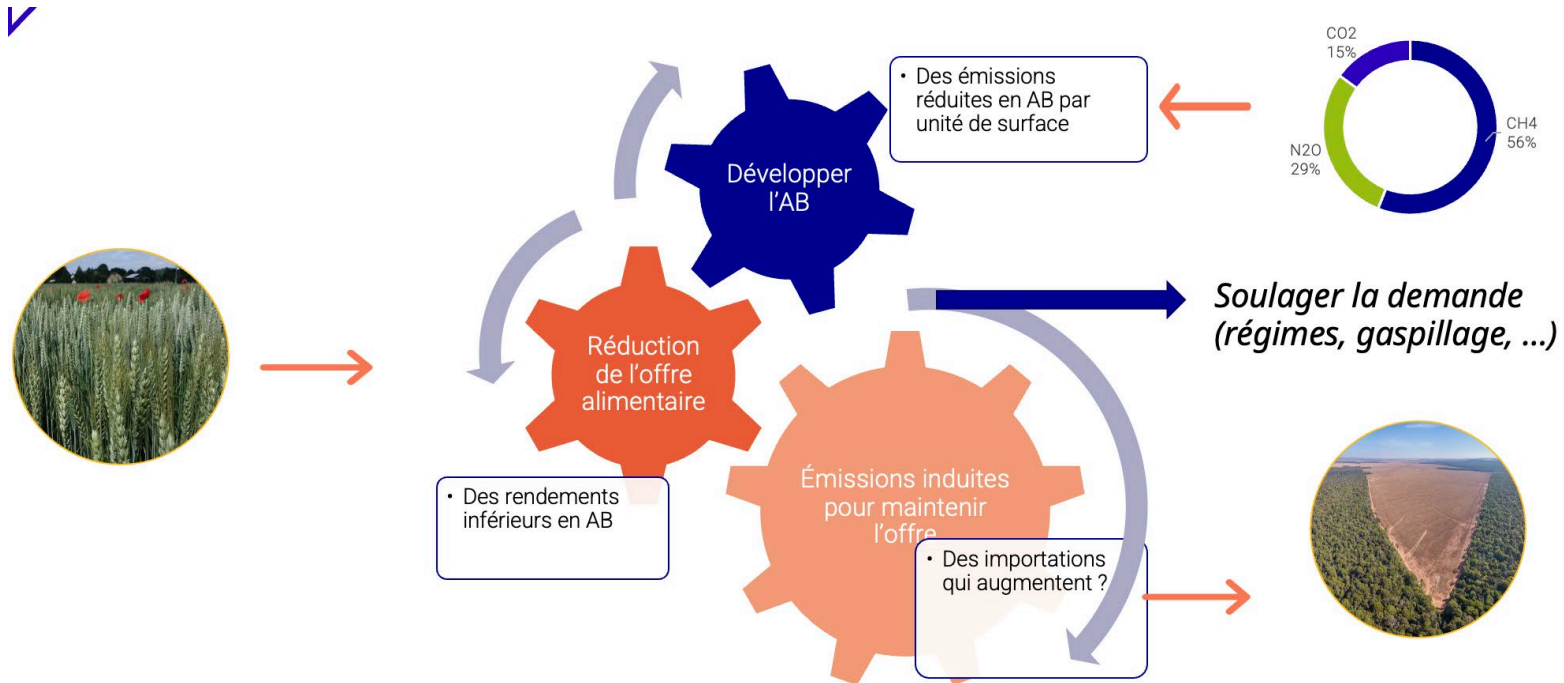 • Des émissions
réduites en AB par
unité de surface
CO2
15%
CH4
56%
N2O
29%
Développer
l'AB
Soulager la demande
(régimes, gaspillage, ...)
Réduction
de l'offre
alimentaire
• Des rendements
inférieurs en AB
Émissions induites
pour maintenir
l'offre
• Des importations
qui augmentent ?